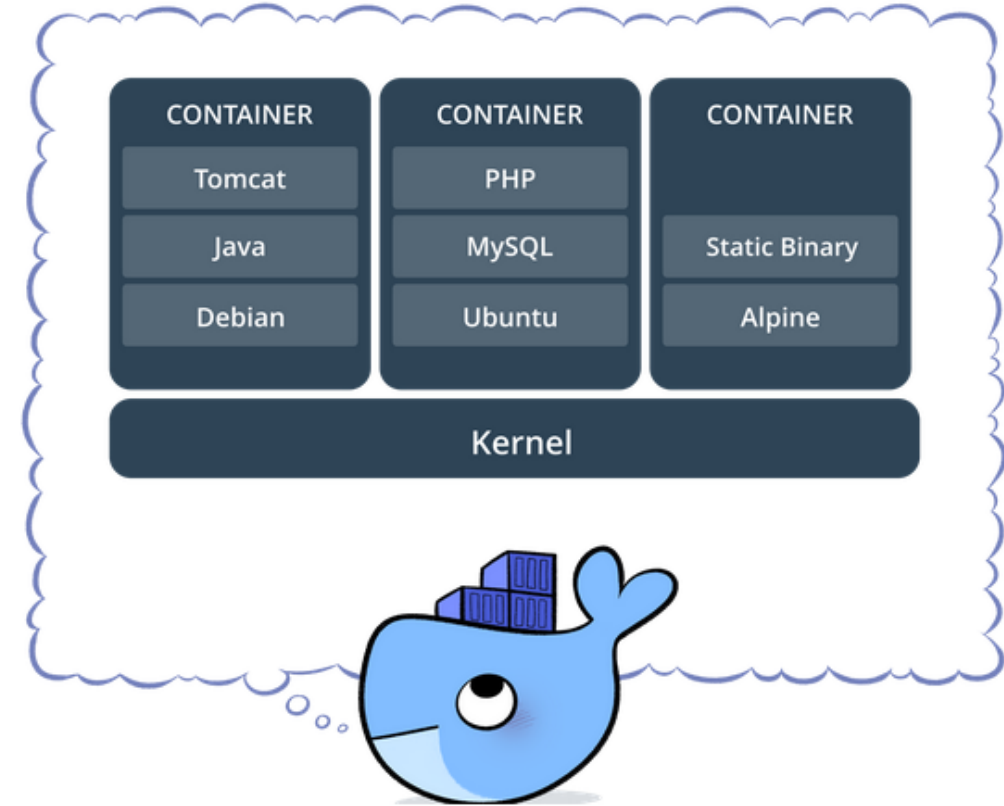 CONTAINER
Tomcat
Java
Debian
CONTAINER
PHP
MySQL
Ubuntu
CONTAINER
Static Binary
Alpine
Kernel